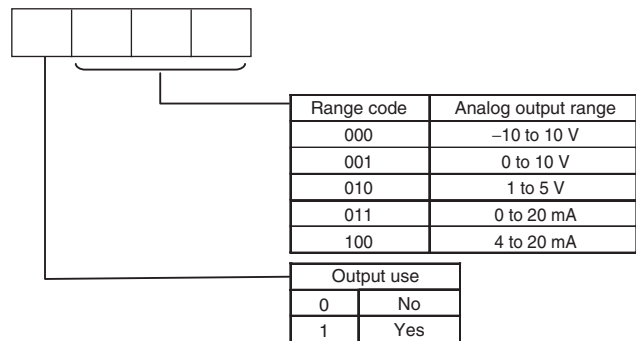 Range code Analog output range
000 –10 to 10 V
001 0 to 10 V
010 1 to 5 V
011 0 to 20 mA
100 4 to 20 mA
Output use
0 No
1 Yes